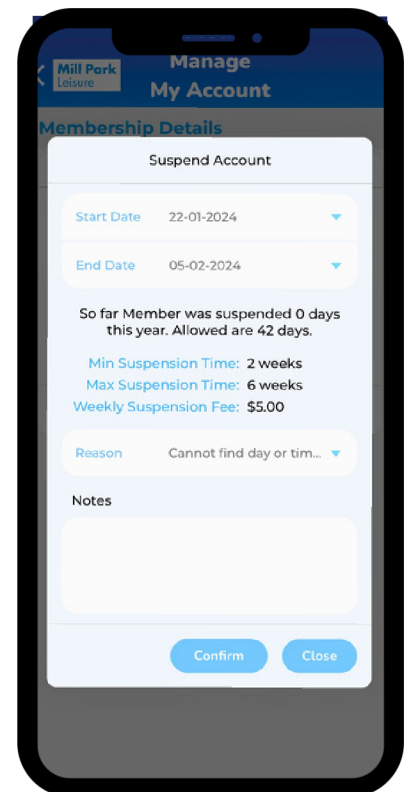 Manage
Mill Park
Leisure
My Account
Membership Details
Suspend Account
Start Date 22-01-2024
End Date 05-02-2024
So far Member was suspended 0 days
this year. Allowed are 42 days.
Min Suspension Time: 2 weeks
Max Suspension Time: 6 weeks
Weekly Suspension Fee: $5.00
Reason Cannot find day or tim...
Notes
Confirm Close